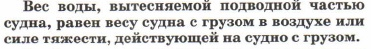 Вес воды, вытесняемой подводной частью
судна, равен весу судна с грузом в воздухе или
силе тяжести, действующей на судно с грузом.